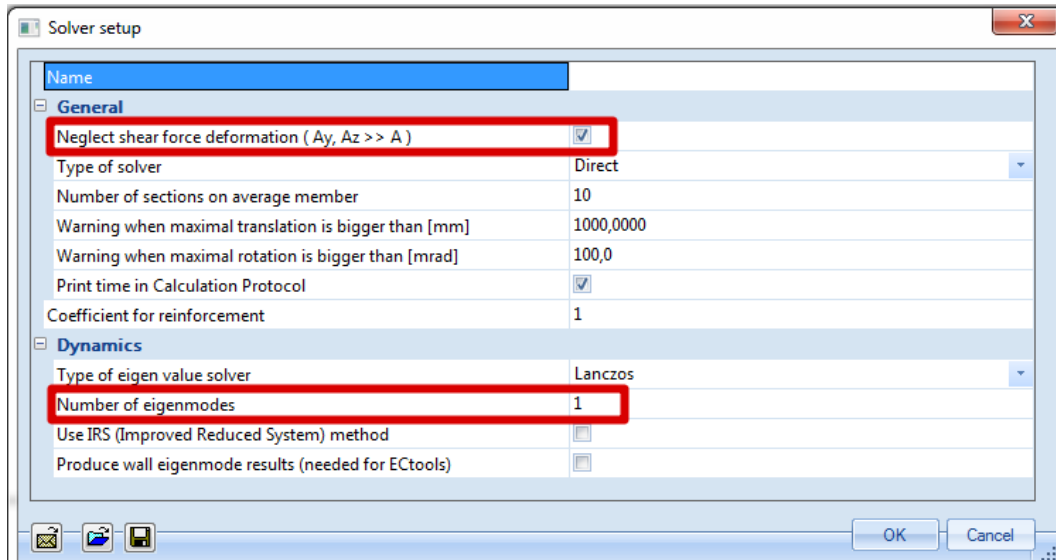 Solver setup
Name
General
Neglect shear force deformation ( Ay, Az >> A )
Type of solver Direct
Number of sections on average member 10
Warning when maximal translation is bigger than [mm] 1000,0000
Warning when maximal rotation is bigger than [mrad] 100,0
Print time in Calculation Protocol
Coefficient for reinforcement 1
Dynamics
Type of eigen value solver Lanczos
Number of eigenmodes 1
Use IRS (Improved Reduced System) method
Produce wall eigenmode results (needed for ECtools)
OK Cancel